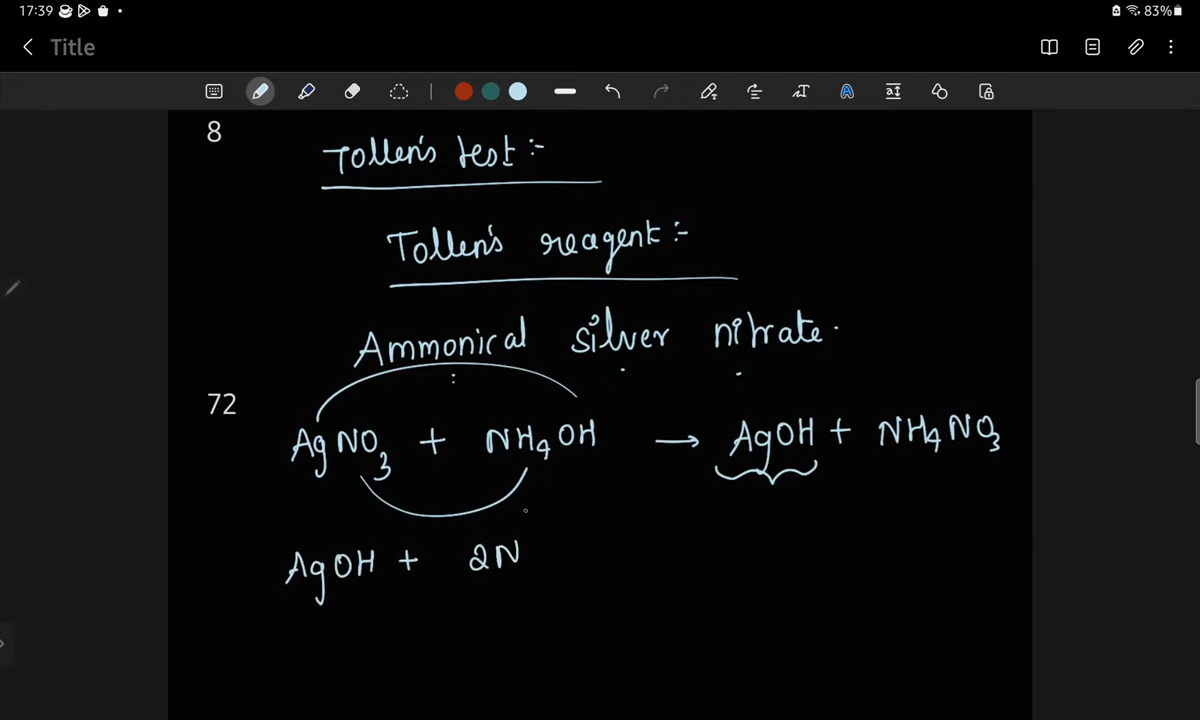 17:39
83%
Title
8
Tollen's test :-
Tollen's reagent :-
Ammonical silver nitrate.
72
AgNO3 + NH4OH → AgOH + NH4NO3
AgOH + 2N